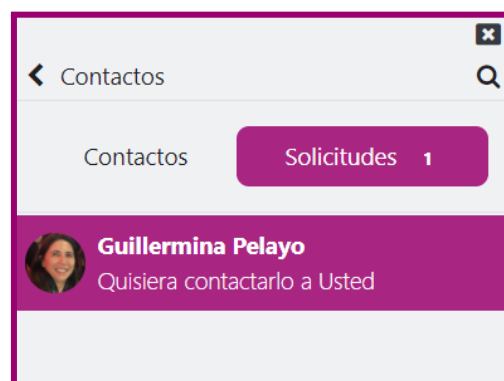 Contactos
Contactos
Solicitudes 1
Guillermina Pelayo
Quisiera contactarlo a Usted